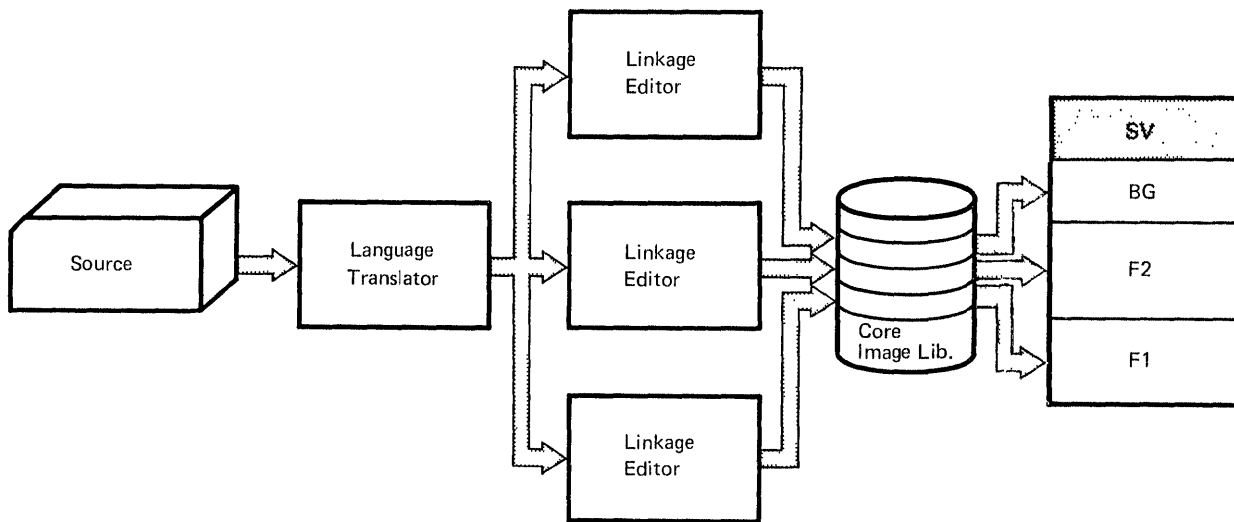 Source
Language
Translator
Linkage
Editor
Linkage
Editor
Linkage
Editor
Core
Image Lib.
SV
BG
F2
F1